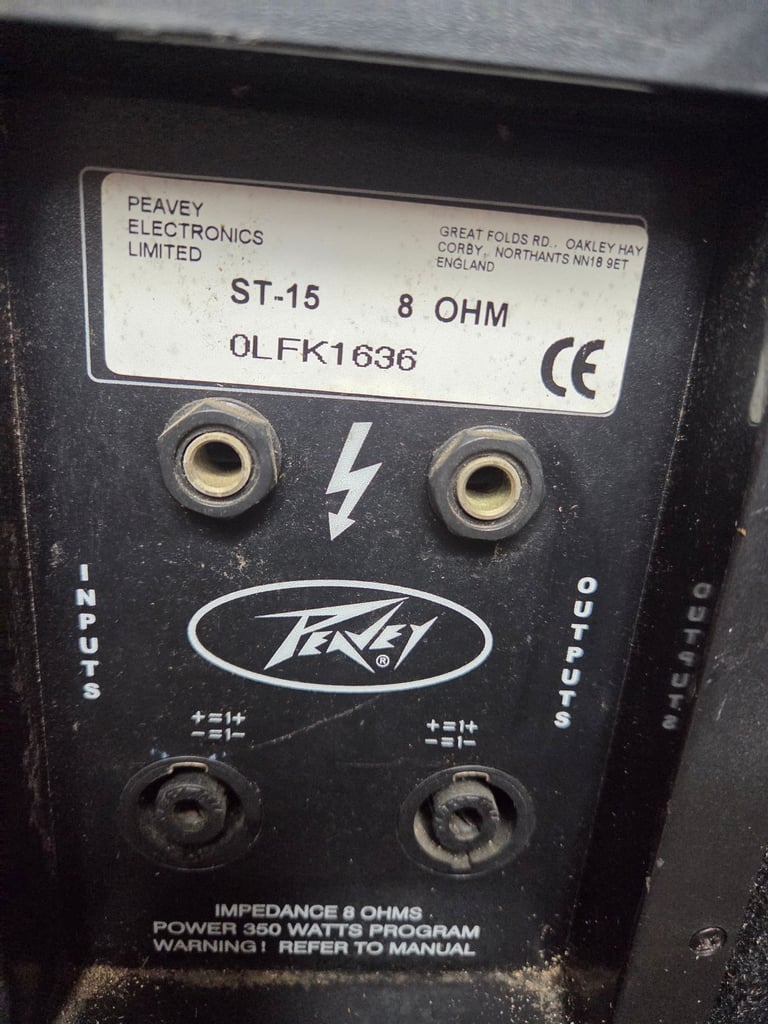 PEAVEY
ELECTRONICS
LIMITED
GREAT FOLDS RD., OAKLEY HAY
CORBY, NORTHANTS NN18 9ET
ENGLAND
ST-15 8 OHM
0LFK1636
CE
INPUTS
OUTPUTS
PEAVEY®
+=1+
-=1-
+=1+
-=1-
IMPEDANCE 8 OHMS
POWER 350 WATTS PROGRAM
WARNING! REFER TO MANUAL